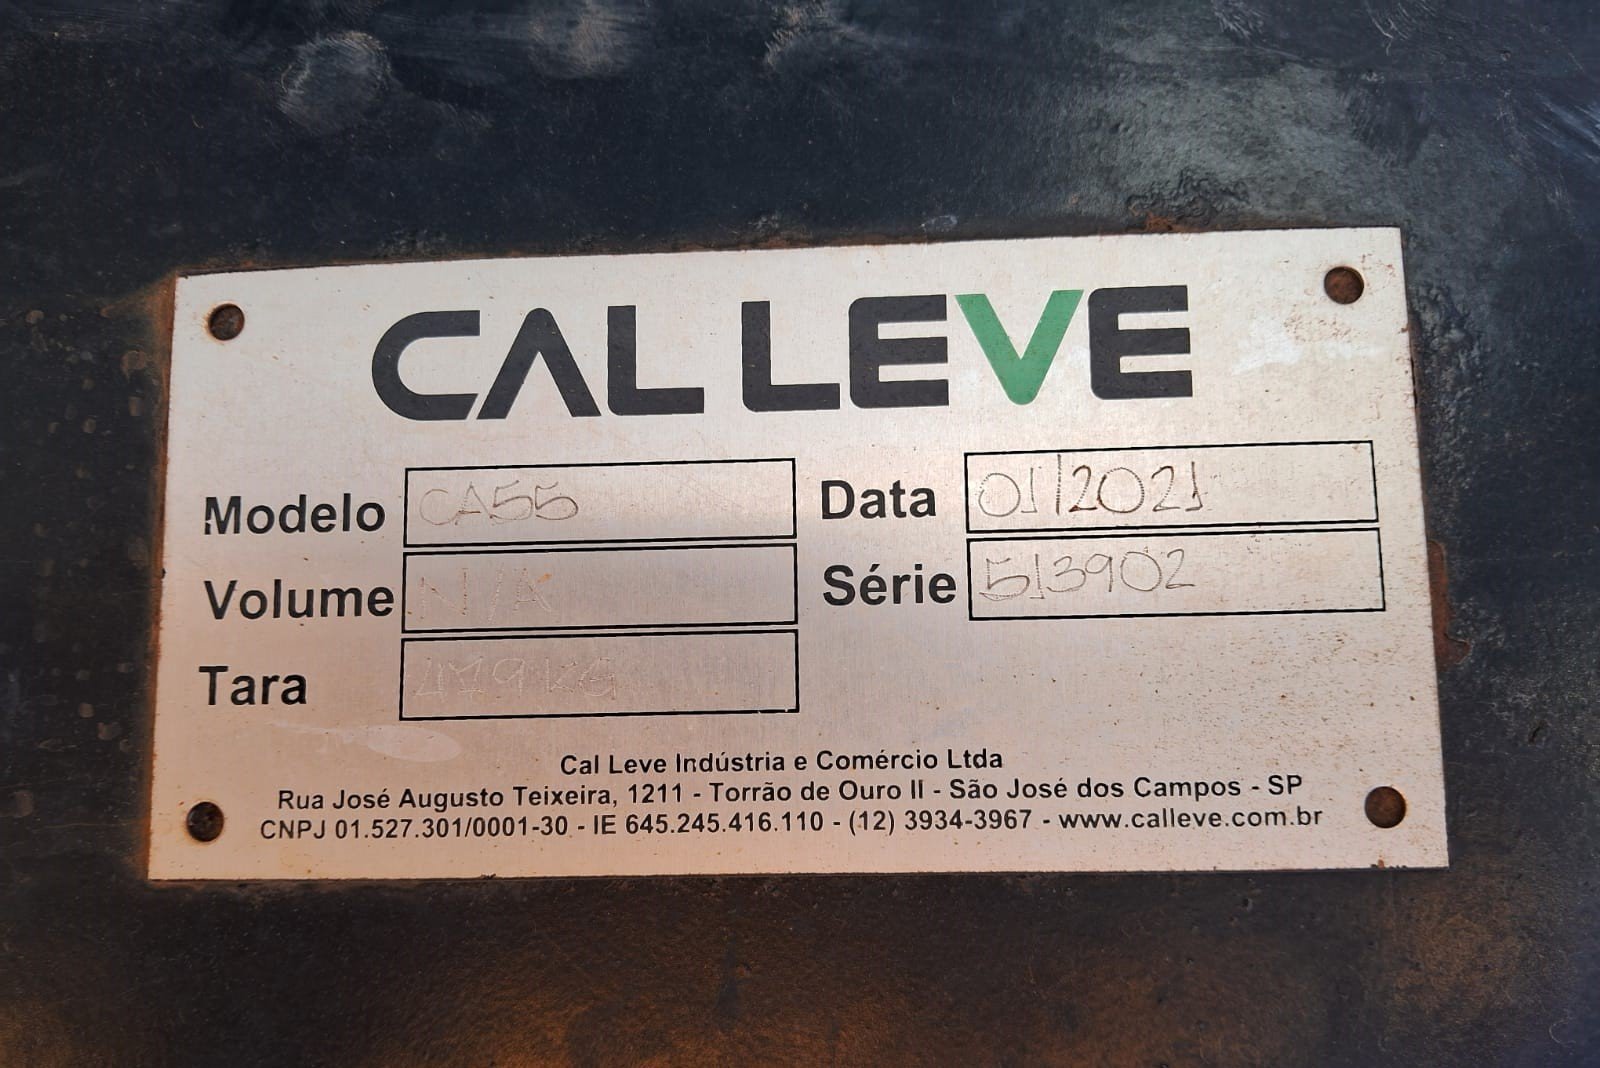 CAL LEVE
Modelo CA55 Data 01/2021
Volume N/A Série 513902
Tara KG
Cal Leve Indústria e Comércio Ltda
Rua José Augusto Teixeira, 1211 - Torrão de Ouro II - São José dos Campos - SP
CNPJ 01.527.301/0001-30 - IE 645.245.416.110 - (12) 3934-3967 - www.calleve.com.br